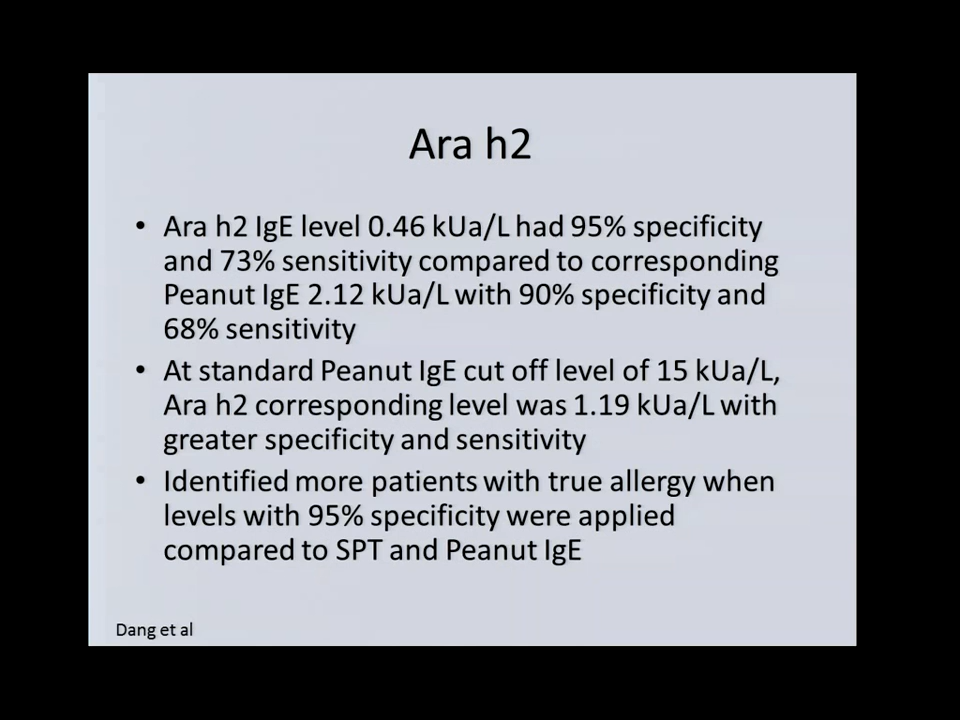 Ara h2
• Ara h2 IgE level 0.46 kUa/L had 95% specificity
and 73% sensitivity compared to corresponding
Peanut IgE 2.12 kUa/L with 90% specificity and
68% sensitivity
• At standard Peanut IgE cut off level of 15 kUa/L,
Ara h2 corresponding level was 1.19 kUa/L with
greater specificity and sensitivity
• Identified more patients with true allergy when
levels with 95% specificity were applied
compared to SPT and Peanut IgE
Dang et al